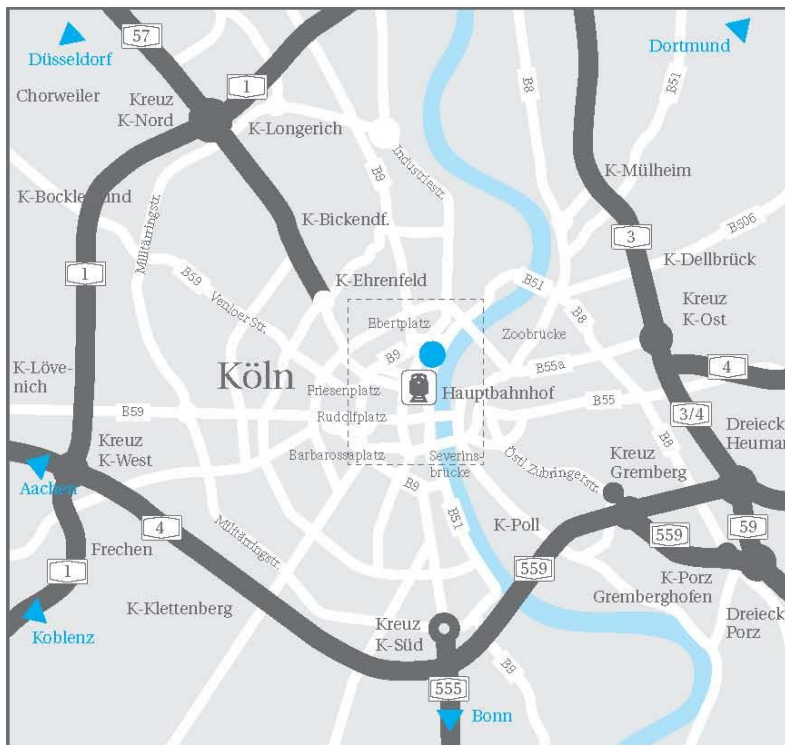 57
Düsseldorf
Dortmund
Chorweiler
Kreuz
K-Nord
1
K-Longerich
B9
Industriestr.
B8
B51
K-Mülheim
Militärringstr.
K-Bickendf.
3
B506
1
B59
Venloer Str.
K-Ehrenfeld
K-Dellbrück
B51
B8
Kreuz
K-Ost
Ebertplatz
Zoobrücke
B9
K-Löve-
nich
Köln
Friesenplatz
Hauptbahnhof
B55a
4
B59
Rudolfplatz
B55
3/4
Kreuz
K-West
Barbarossaplatz
Severins-
brücke
Östl. Zubringerstr.
Kreuz
Gremberg
B8
Dreieck
Heumar
Aachen
B9
B51
4
Militärringstr.
K-Poll
559
59
Frechen
1
559
K-Porz
Gremberghofen
K-Klettenberg
Koblenz
Kreuz
K-Süd
Dreieck
Porz
B9
555
Bonn